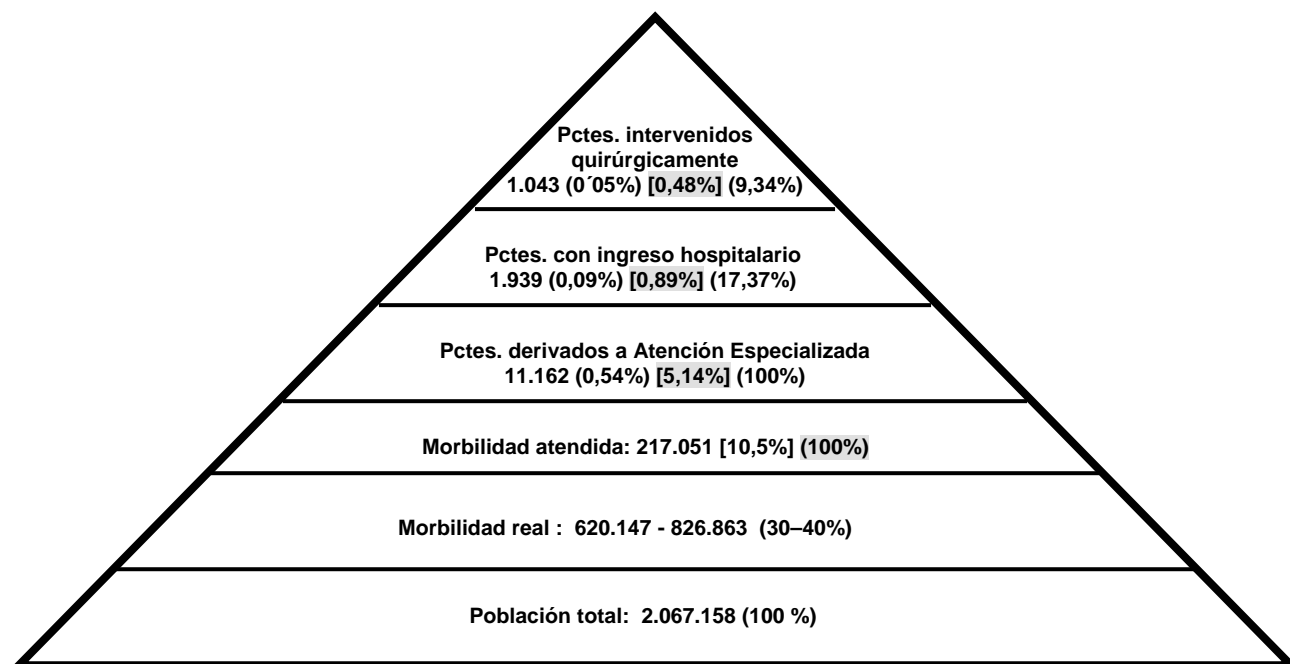 Pctes. intervenidos
quirúrgicamente
1.043 (0´05%) [0,48%] (9,34%)
Pctes. con ingreso hospitalario
1.939 (0,09%) [0,89%] (17,37%)
Pctes. derivados a Atención Especializada
11.162 (0,54%) [5,14%] (100%)
Morbilidad atendida: 217.051 [10,5%] (100%)
Morbilidad real : 620.147 - 826.863 (30–40%)
Población total: 2.067.158 (100 %)